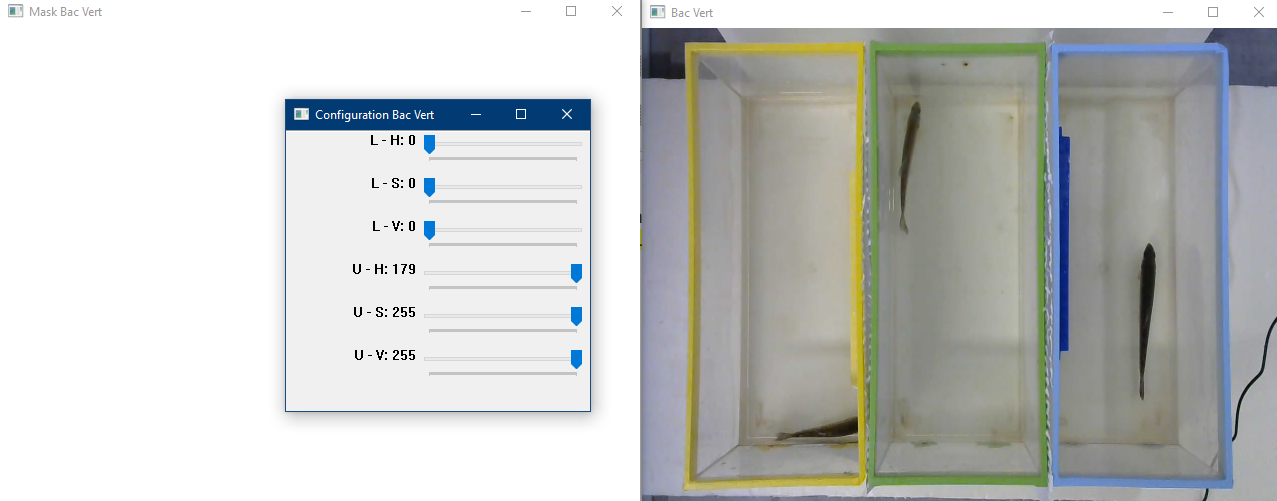 Mask Bac Vert
Bac Vert
Configuration Bac Vert
L - H: 0
L - S: 0
L - V: 0
U - H: 179
U - S: 255
U - V: 255